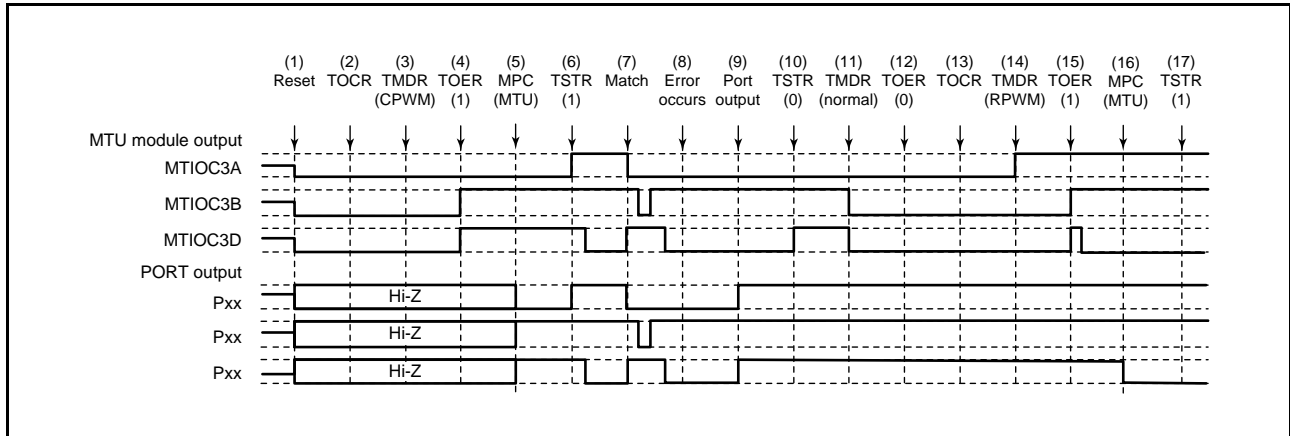 (1) (2) (3) (4) (5) (6) (7) (8) (9) (10) (11) (12) (13) (14) (15) (16) (17)
Reset TOCR TMDR TOER MPC TSTR Match Error Port TSTR TMDR TOER TOCR TMDR TOER MPC TSTR
(CPWM) (1) (MTU) (1) occurs output (0) (normal) (0) (RPWM) (1) (MTU) (1)
MTU module output
MTIOC3A
MTIOC3B
MTIOC3D
PORT output
Pxx Hi-Z
Pxx Hi-Z
Pxx Hi-Z